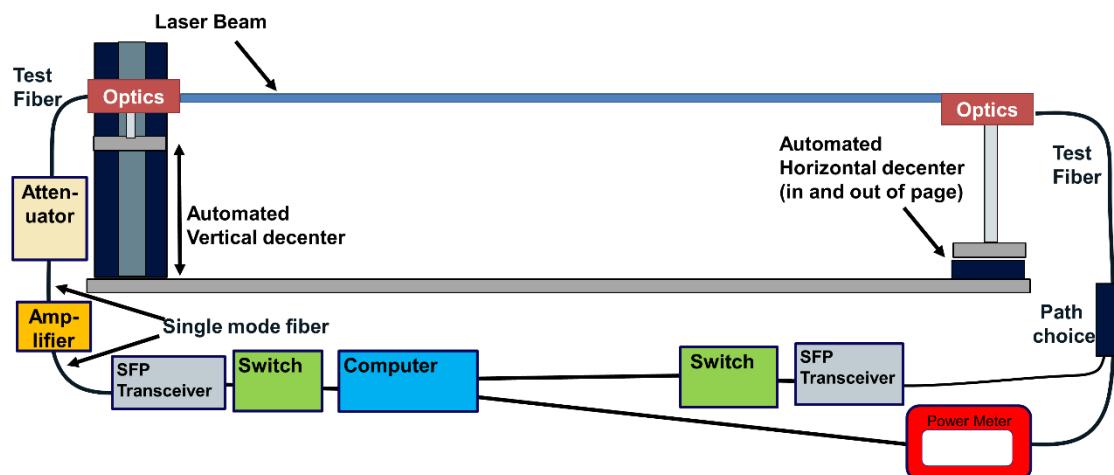 Laser Beam
Test
Fiber
Optics
Optics
Automated
Horizontal decenter
(in and out of page)
Test
Fiber
Atten-
uator
Automated
Vertical decenter
Amp-
lifier
Single mode fiber
Path
choice
SFP
Transceiver
Switch
Computer
Switch
SFP
Transceiver
Power Meter